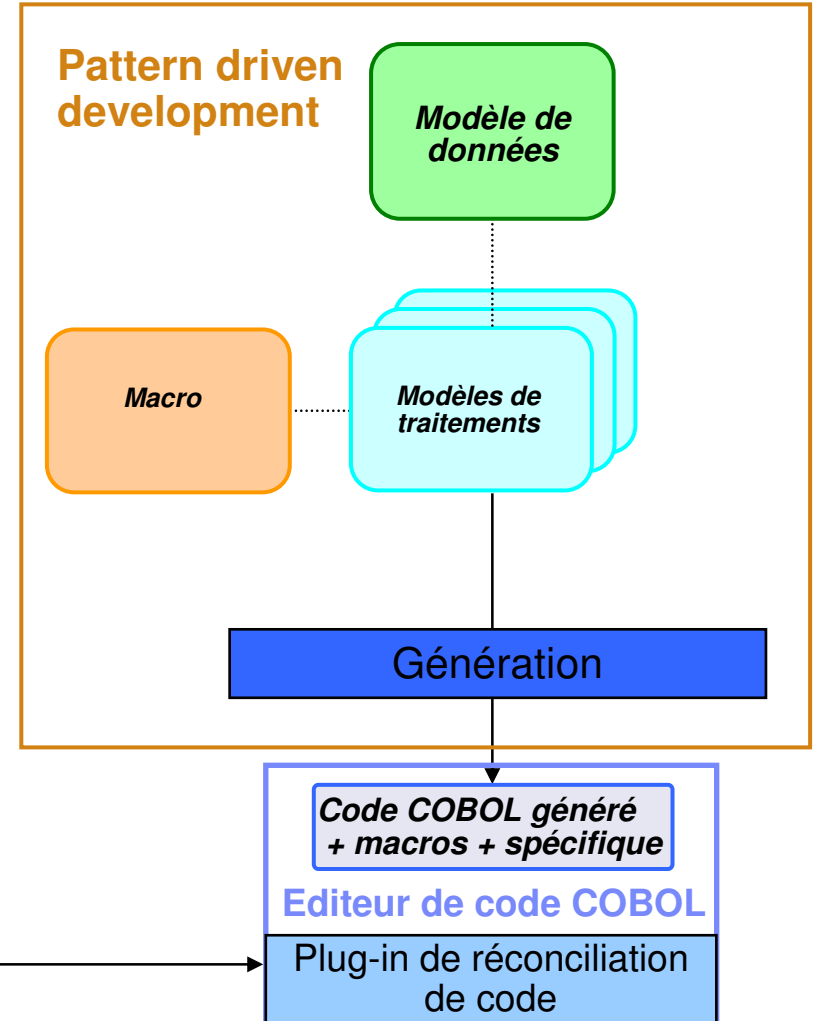 Pattern driven
development
Modèle de
données
Macro
Modèles de
traitements
Génération
Code COBOL généré
+ macros + spécifique
Editeur de code COBOL
Plug-in de réconciliation
de code